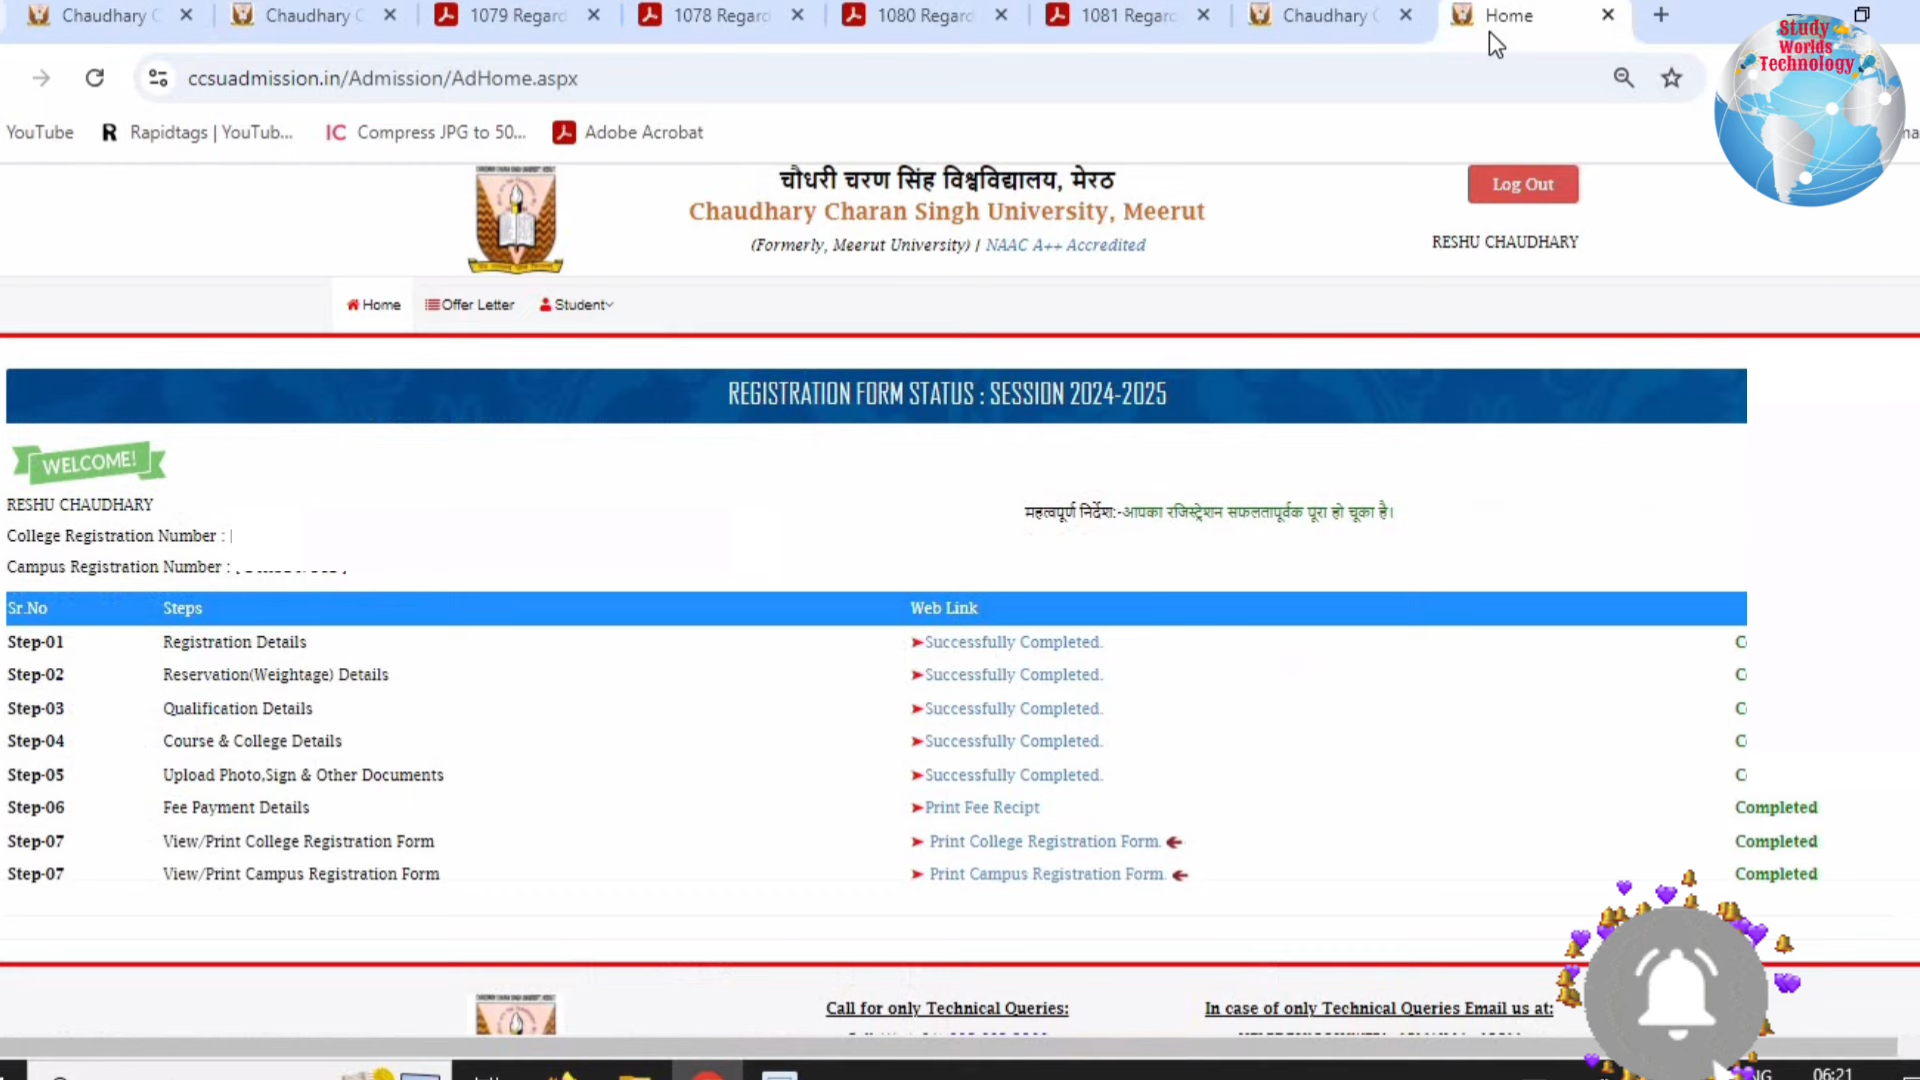 Chaudhary C
Chaudhary C
1079 Regard
1078 Regard
1080 Regard
1081 Regard
Chaudhary C
Home
Study
Worlds
Technology
ccsuadmission.in/Admission/AdHome.aspx
YouTube
Rapidtags | YouTub...
IC Compress JPG to 50...
Adobe Acrobat
चौधरी चरण सिंह विश्वविद्यालय, मेरठ
Log Out
Chaudhary Charan Singh University, Meerut
(Formerly, Meerut University) | NAAC A++ Accredited
RESHU CHAUDHARY
Home
Offer Letter
Student
REGISTRATION FORM STATUS : SESSION 2024-2025
WELCOME!
RESHU CHAUDHARY
महत्वपूर्ण निर्देश:-आपका रजिस्ट्रेशन सफलतापूर्वक पूरा हो चूका है।
College Registration Number :
Campus Registration Number :
Sr.No Steps Web Link
Step-01 Registration Details Successfully Completed.
Step-02 Reservation(Weightage) Details Successfully Completed.
Step-03 Qualification Details Successfully Completed.
Step-04 Course & College Details Successfully Completed.
Step-05 Upload Photo,Sign & Other Documents Successfully Completed.
Step-06 Fee Payment Details Print Fee Recipt Completed
Step-07 View/Print College Registration Form Print College Registration Form. Completed
Step-07 View/Print Campus Registration Form Print Campus Registration Form. Completed
Call for only Technical Queries:
In case of only Technical Queries Email us at:
06:21